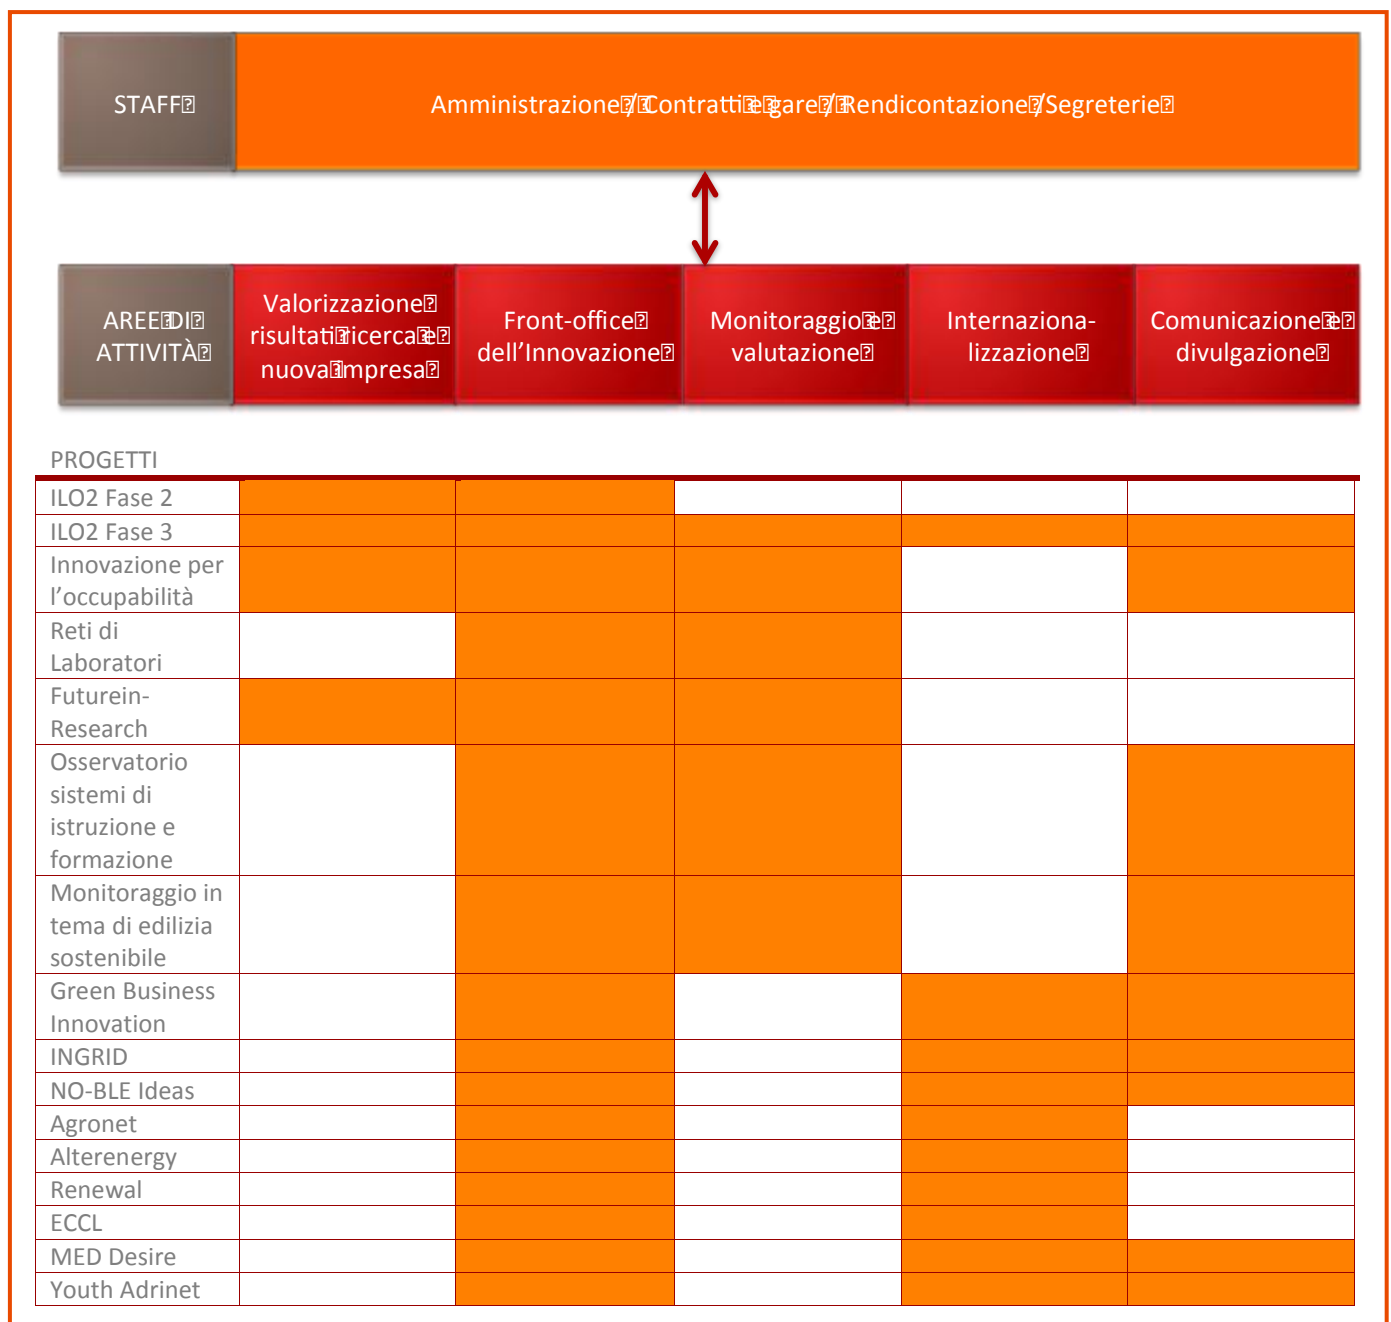 STAFF
Amministrazione / Contratti e gare / Rendicontazione /Segreterie
AREE DI
ATTIVITÀ
Valorizzazione
risultati ricerca e
nuova impresa
Front-office
dell’Innovazione
Monitoraggio e
valutazione
Internaziona-
lizzazione
Comunicazione e
divulgazione
PROGETTI
ILO2 Fase 2
ILO2 Fase 3
Innovazione per
l’occupabilità
Reti di
Laboratori
Futurein-
Research
Osservatorio
sistemi di
istruzione e
formazione
Monitoraggio in
tema di edilizia
sostenibile
Green Business
Innovation
INGRID
NO-BLE Ideas
Agronet
Alterenergy
Renewal
ECCL
MED Desire
Youth Adrinet